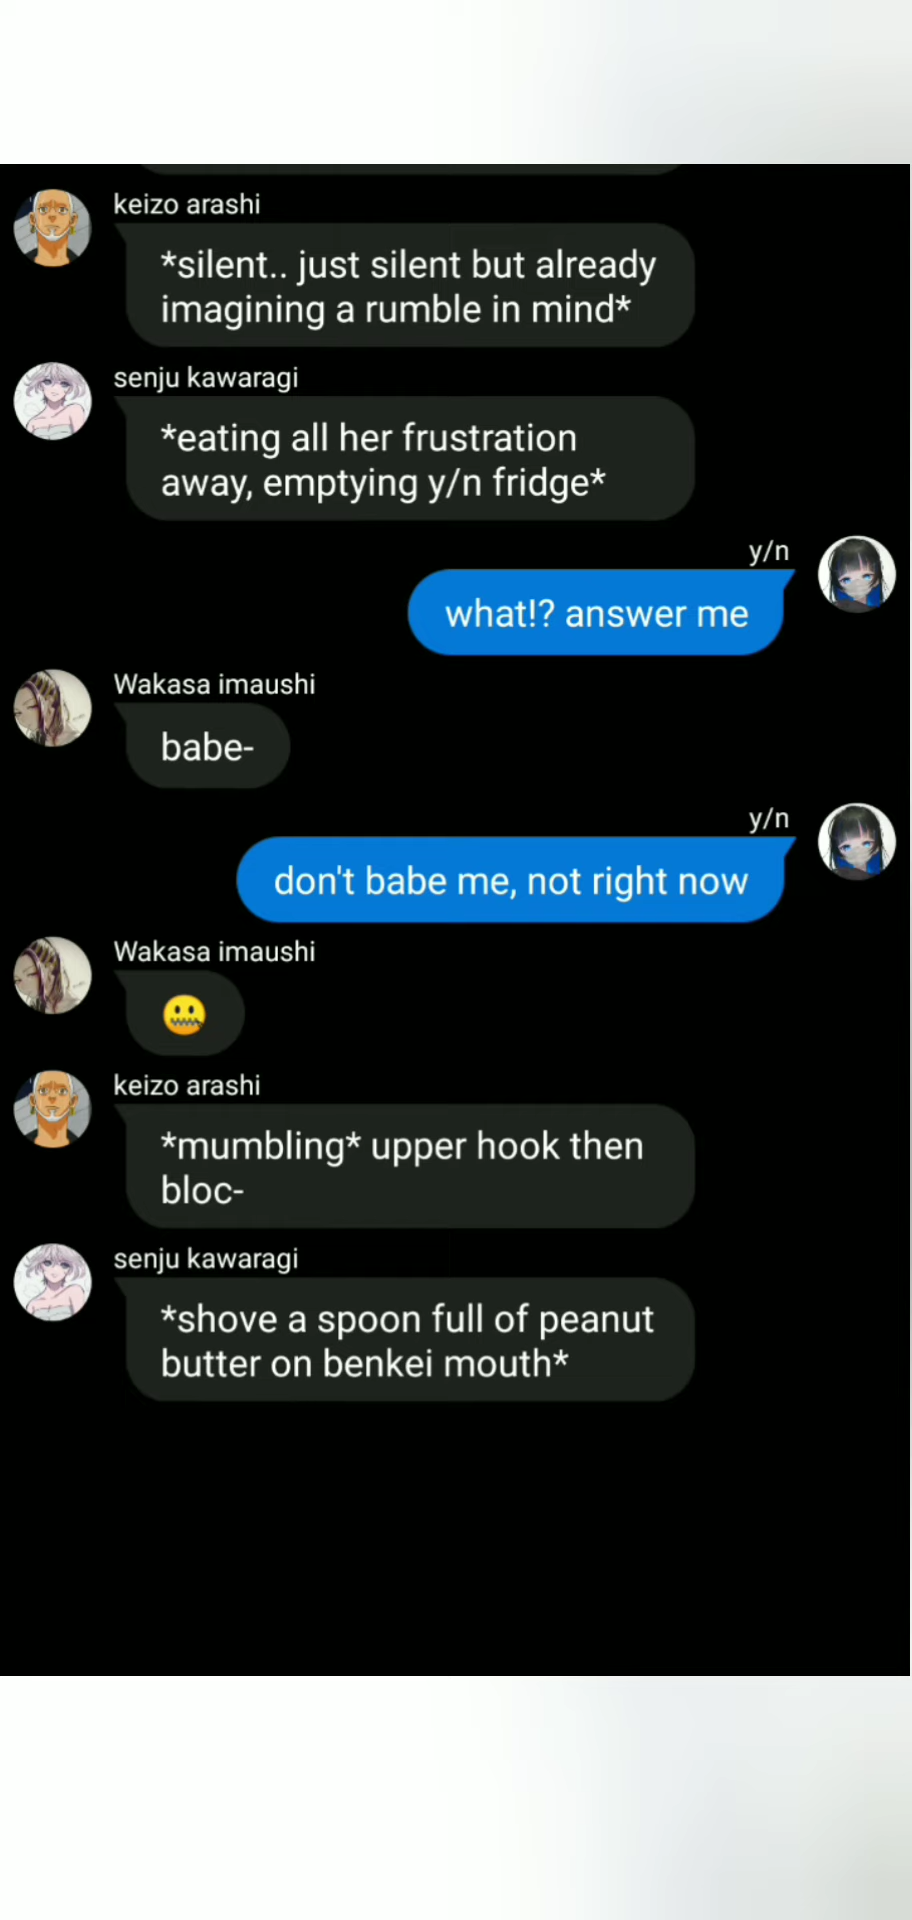 keizo arashi
*silent.. just silent but already
imagining a rumble in mind*
senju kawaragi
*eating all her frustration
away, emptying y/n fridge*
y/n
what!? answer me
Wakasa imaushi
babe-
y/n
don't babe me, not right now
Wakasa imaushi
🤐
keizo arashi
*mumbling* upper hook then
bloc-
senju kawaragi
*shove a spoon full of peanut
butter on benkei mouth*